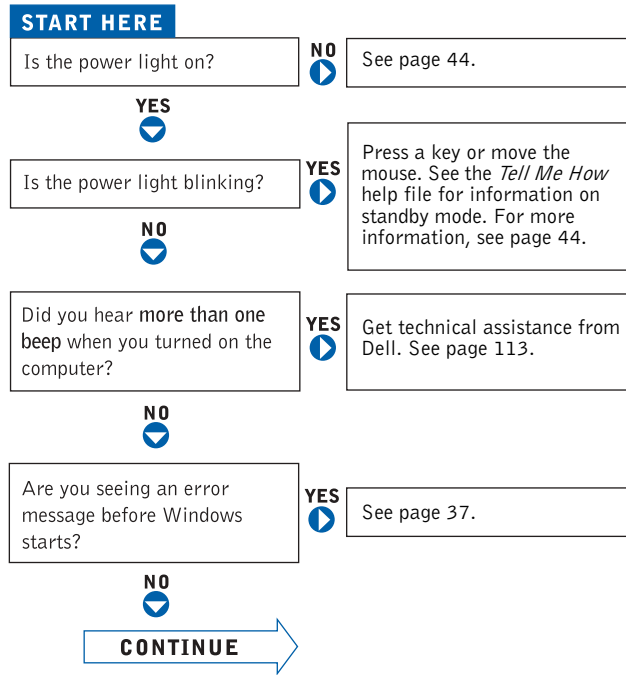 START HERE
Is the power light on?
NO
See page 44.
YES
Is the power light blinking?
YES
Press a key or move the
mouse. See the Tell Me How
help file for information on
standby mode. For more
information, see page 44.
NO
Did you hear more than one
beep when you turned on the
computer?
YES
Get technical assistance from
Dell. See page 113.
NO
Are you seeing an error
message before Windows
starts?
YES
See page 37.
NO
CONTINUE